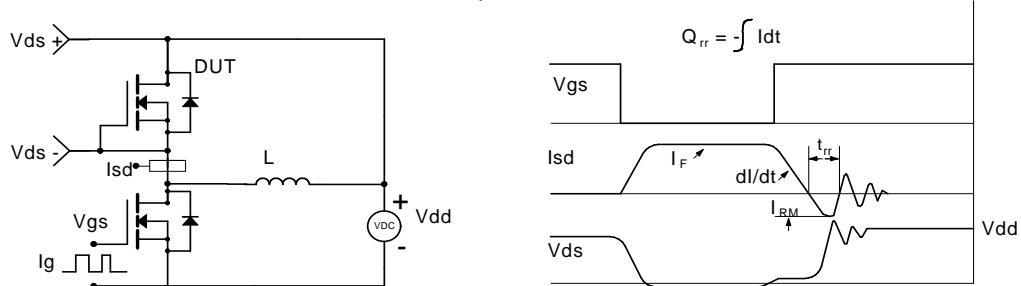 Vds +
DUT
Vds -
Isd
L
Vgs
Ig
+
VDC
-
Vdd
Q rr = -∫ Idt
Vgs
Isd
I F
dI/dt
t rr
I RM
Vds
Vdd